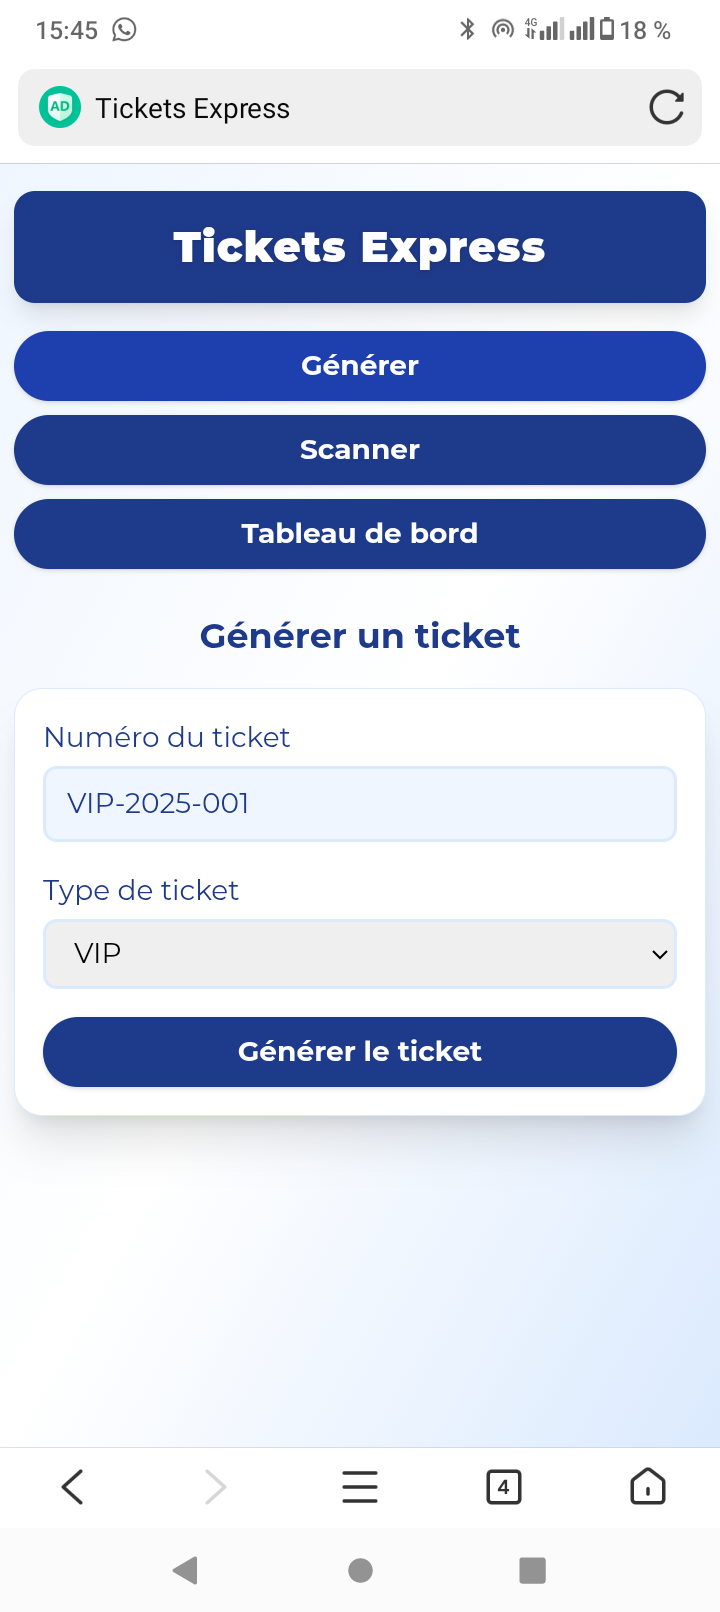 15:45
4G
18 %
AD
Tickets Express
Tickets Express
Générer
Scanner
Tableau de bord
Générer un ticket
Numéro du ticket
VIP-2025-001
Type de ticket
VIP
Générer le ticket
4